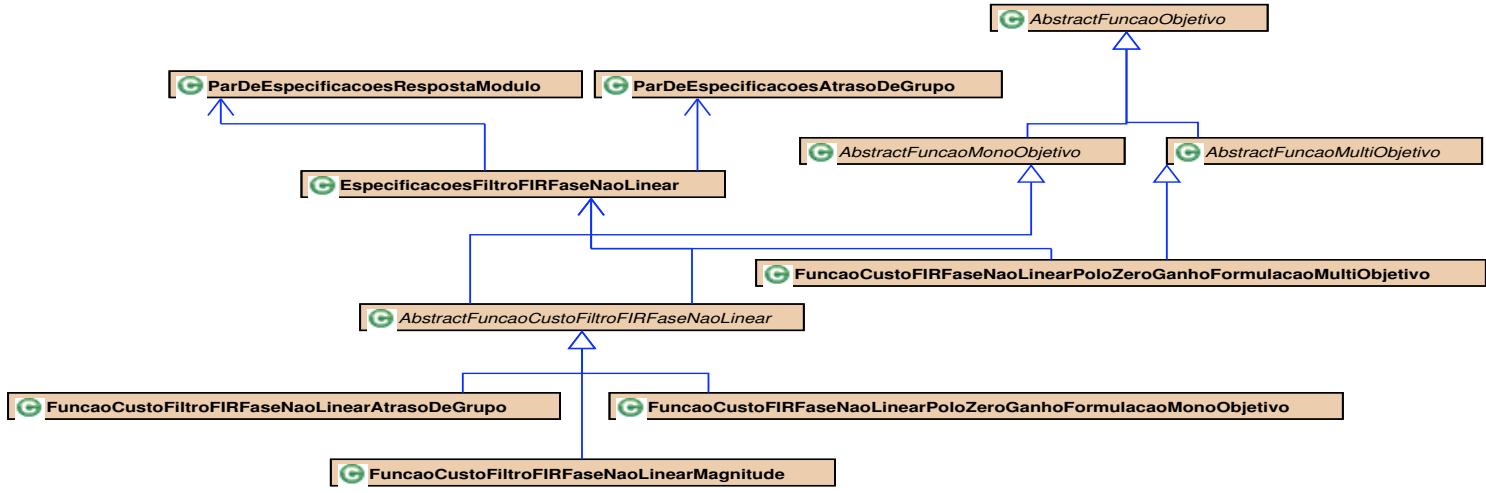 AbstractFuncaoObjetivo
ParDeEspecificacoesRespostaModulo
ParDeEspecificacoesAtrasoDeGrupo
AbstractFuncaoMonoObjetivo
AbstractFuncaoMultiObjetivo
EspecificacoesFiltroFIRFaseNaoLinear
FuncaoCustoFIRFaseNaoLinearPoloZeroGanhoFormulacaoMultiObjetivo
AbstractFuncaoCustoFiltroFIRFaseNaoLinear
FuncaoCustoFiltroFIRFaseNaoLinearAtrasoDeGrupo
FuncaoCustoFIRFaseNaoLinearPoloZeroGanhoFormulacaoMonoObjetivo
FuncaoCustoFiltroFIRFaseNaoLinearMagnitude